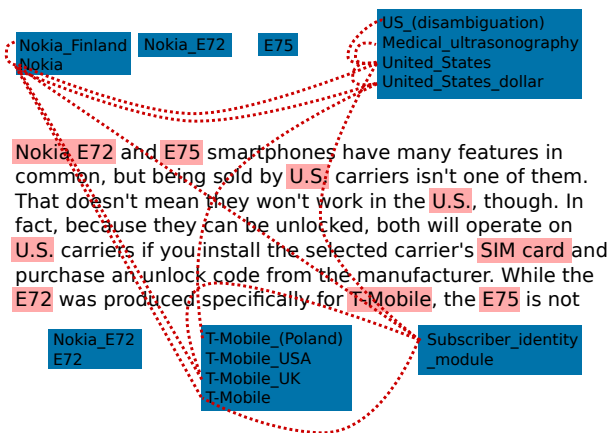 US_(disambiguation)
Nokia_Finland Nokia_E72 E75 Medical_ultrasonography
Nokia United_States
United_States_dollar
Nokia E72 and E75 smartphones have many features in
common, but being sold by U.S. carriers isn't one of them.
That doesn't mean they won't work in the U.S., though. In
fact, because they can be unlocked, both will operate on
U.S. carriers if you install the selected carrier's SIM card and
purchase an unlock code from the manufacturer. While the
E72 was produced specifically for T-Mobile, the E75 is not
Nokia_E72 T-Mobile_(Poland) Subscriber_identity
E72 T-Mobile_USA _module
T-Mobile_UK
T-Mobile